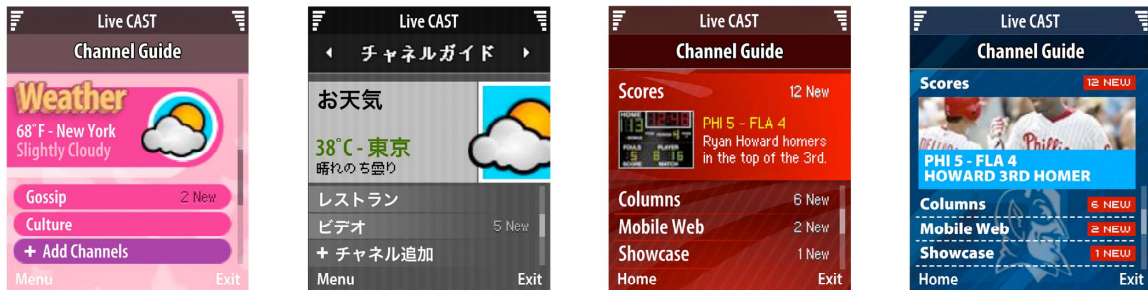 Live CAST
Channel Guide
Weather
68°F - New York
Slightly Cloudy
Gossip 2 New
Culture
+ Add Channels
Menu Exit
Live CAST
チャネルガイド
お天気
38°C - 東京
晴れのち曇り
レストラン
ビデオ 5 New
+ チャネル追加
Menu Exit
Live CAST
Channel Guide
Scores 12 New
HOME
PHI 5 - FLA 4
Ryan Howard homers
in the top of the 3rd.
FOULS PLAYER
SCORE MATCH
Columns 6 New
Mobile Web 2 New
Showcase 1 New
Home Exit
Live CAST
Channel Guide
Scores 12 NEW
Phillies
PHI 5 - FLA 4
HOWARD 3RD HOMER
Columns 6 NEW
Mobile Web 2 NEW
Showcase 1 NEW
Home Exit